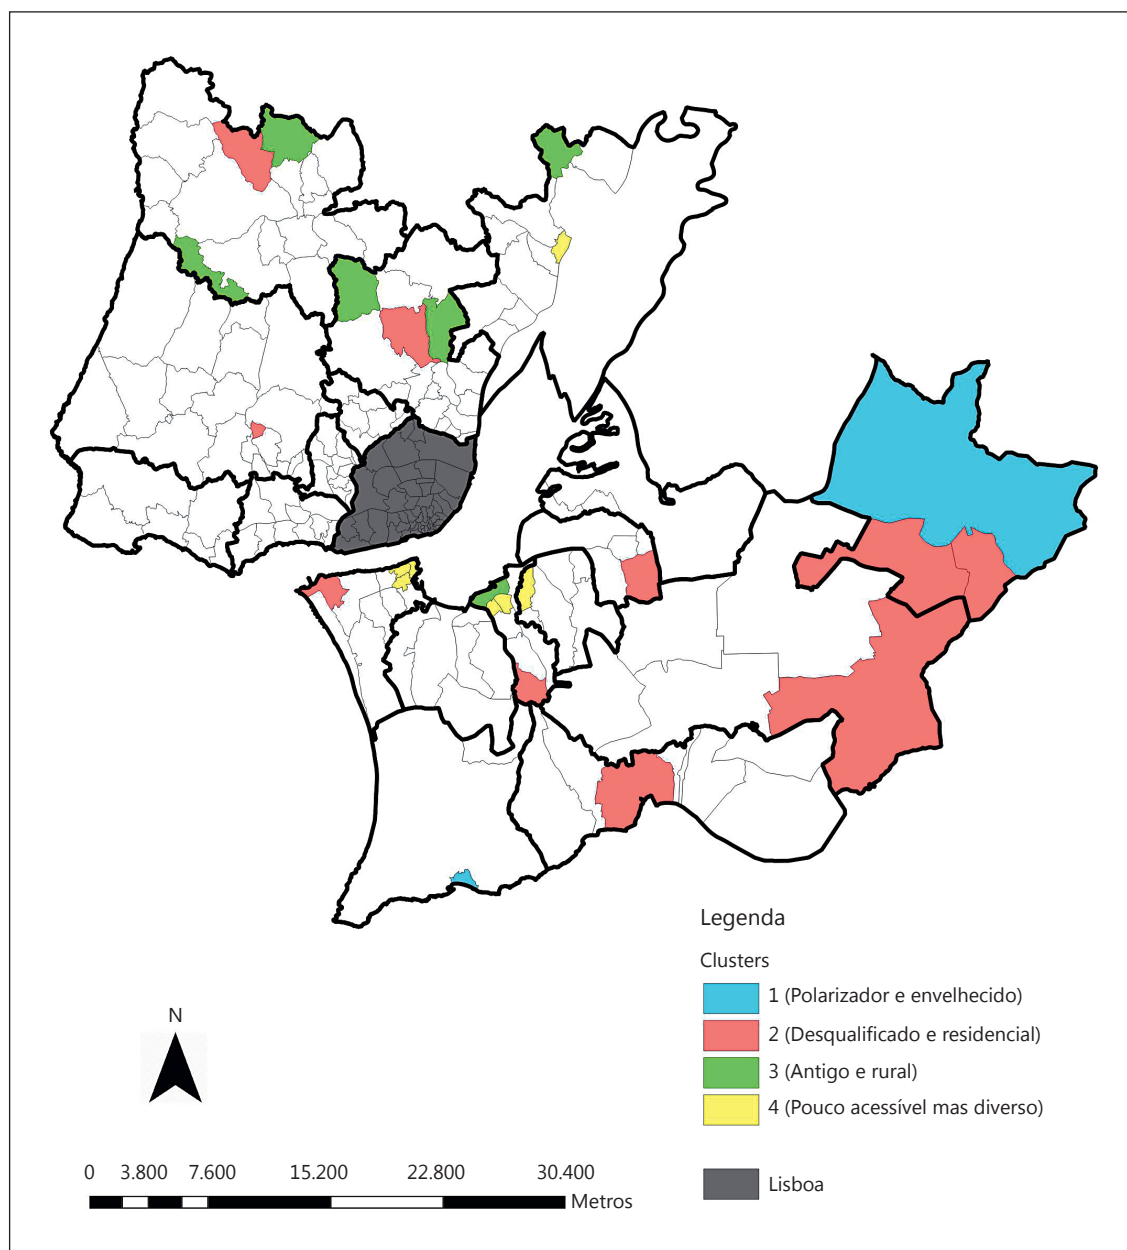 Legenda
Clusters
1 (Polarizador e envelhecido)
2 (Desqualificado e residencial)
3 (Antigo e rural)
4 (Pouco acessível mas diverso)
Lisboa
N
0 3.800 7.600 15.200 22.800 30.400
Metros